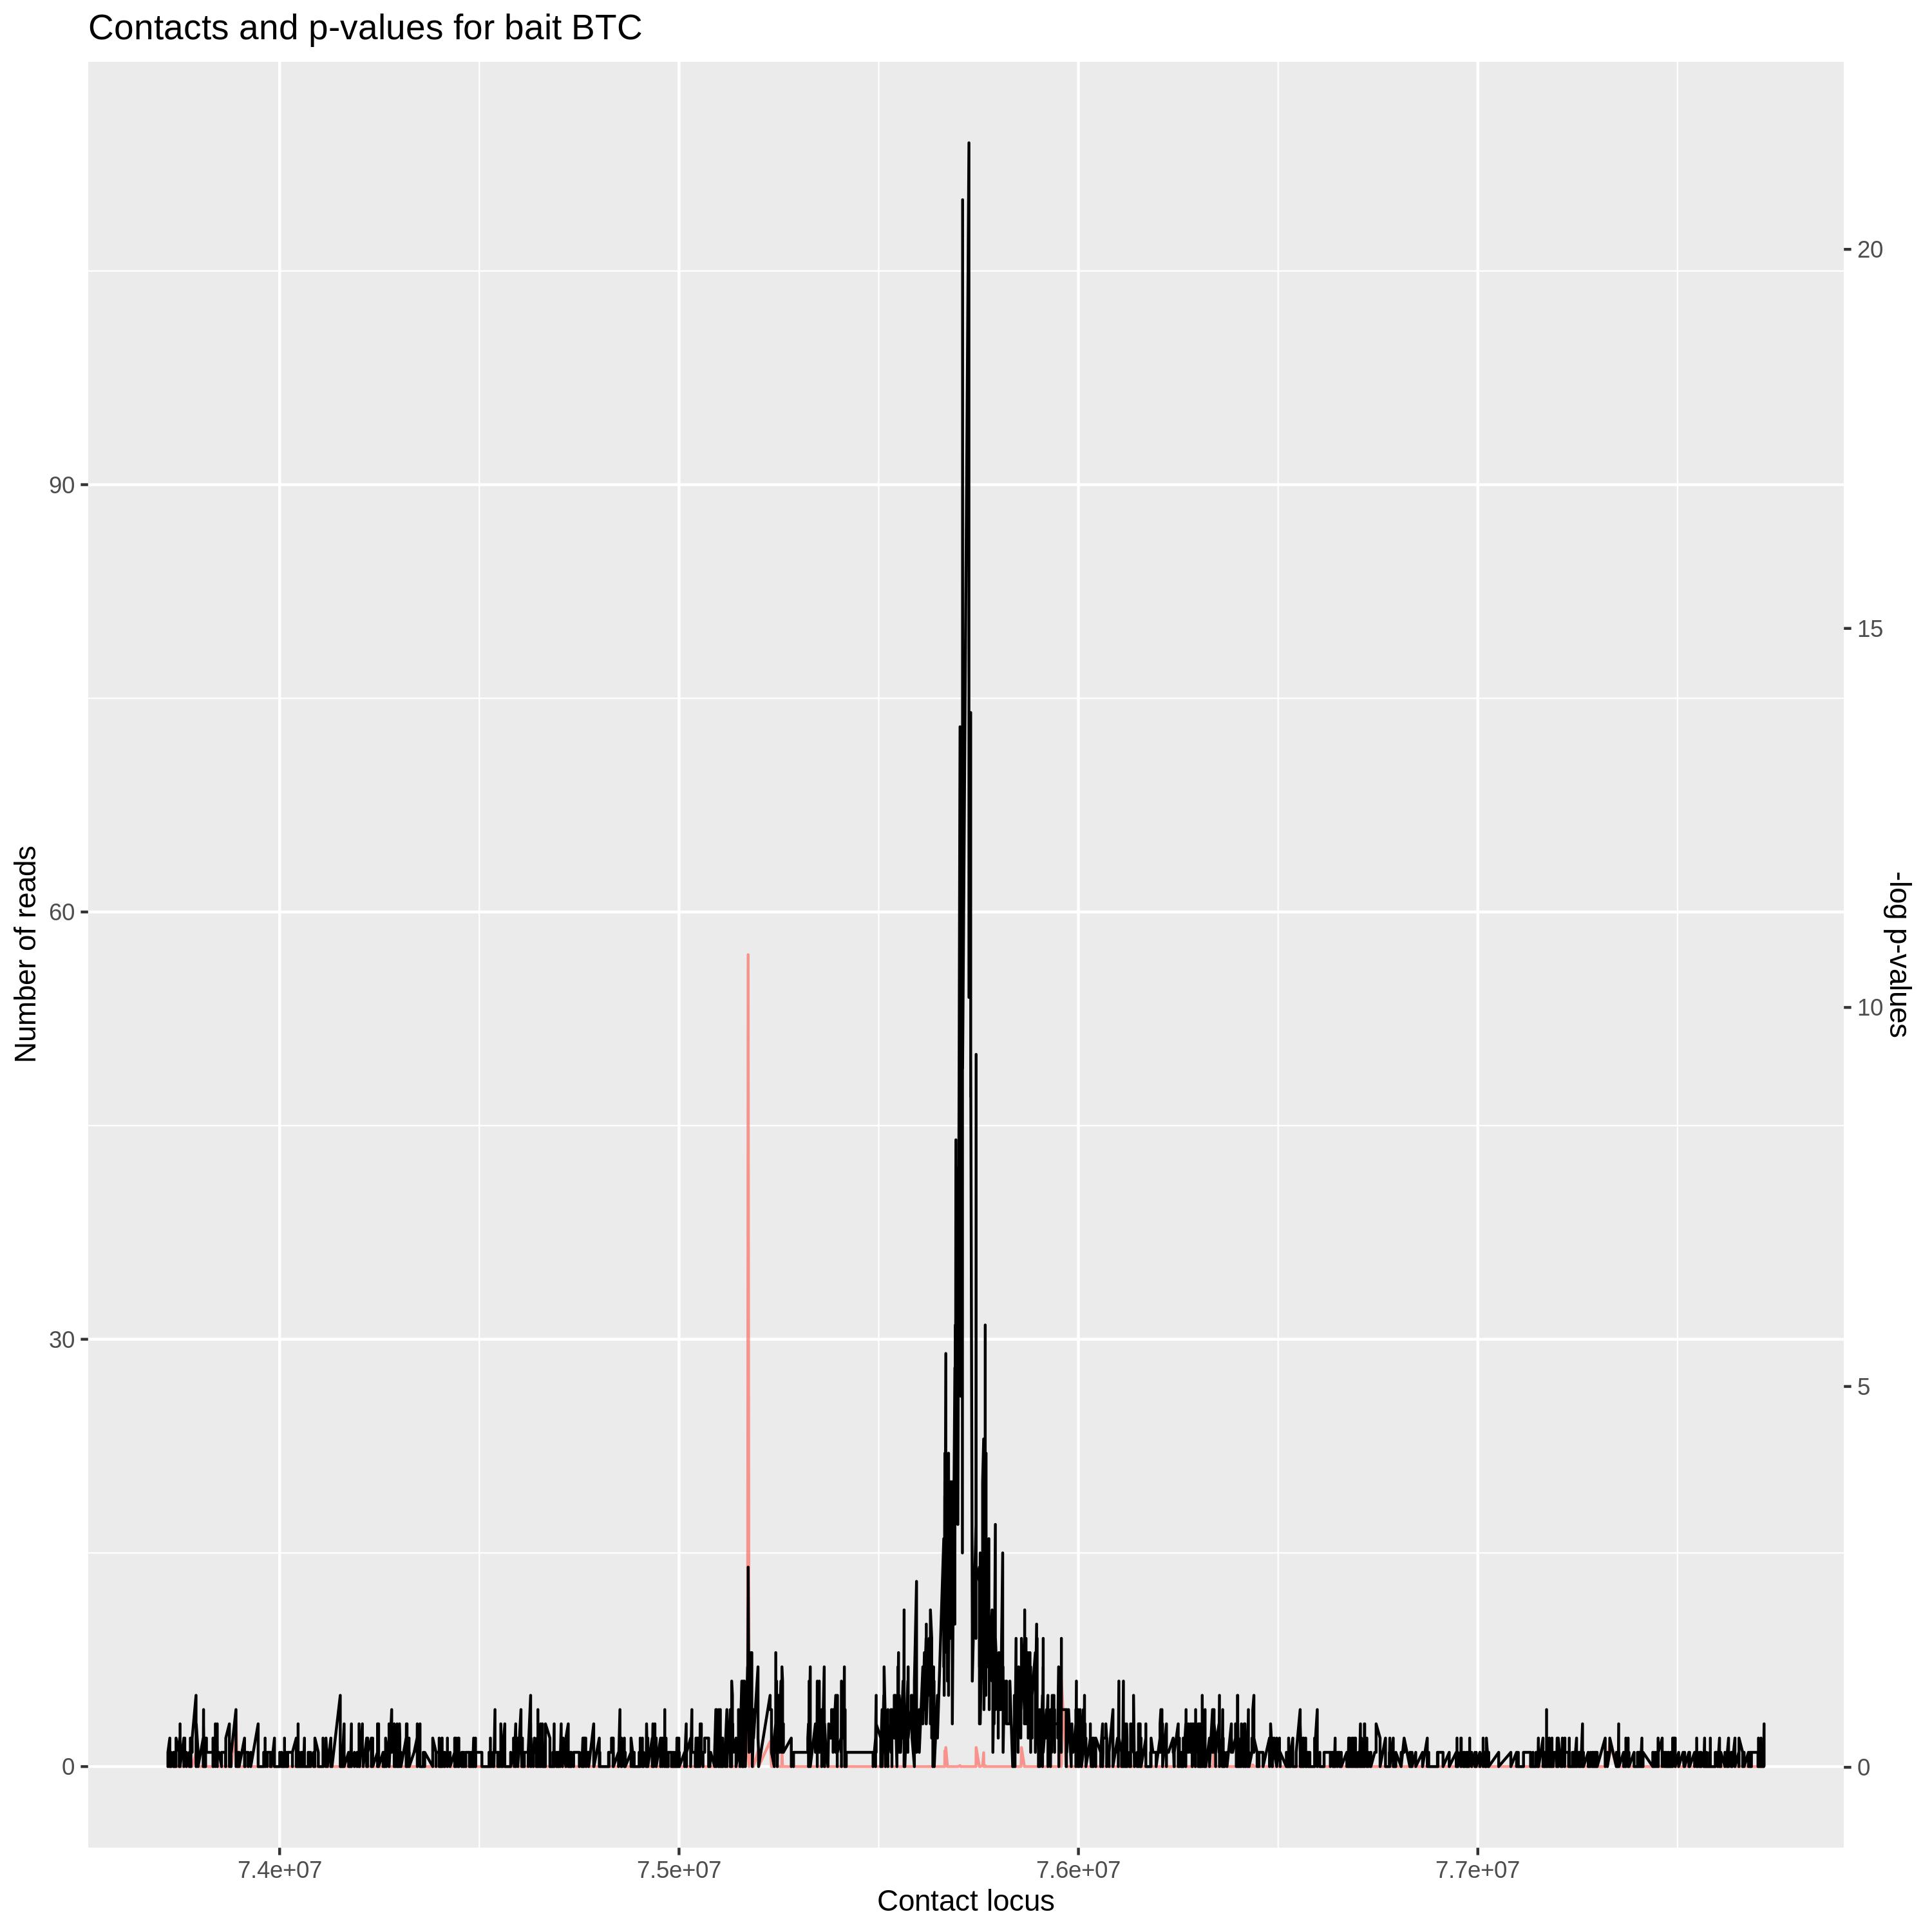 Contacts and p-values for bait BTC
90
60
30
0
Number of reads
20
15
10
5
0
-log p-values
7.4e+07
7.5e+07
7.6e+07
7.7e+07
Contact locus